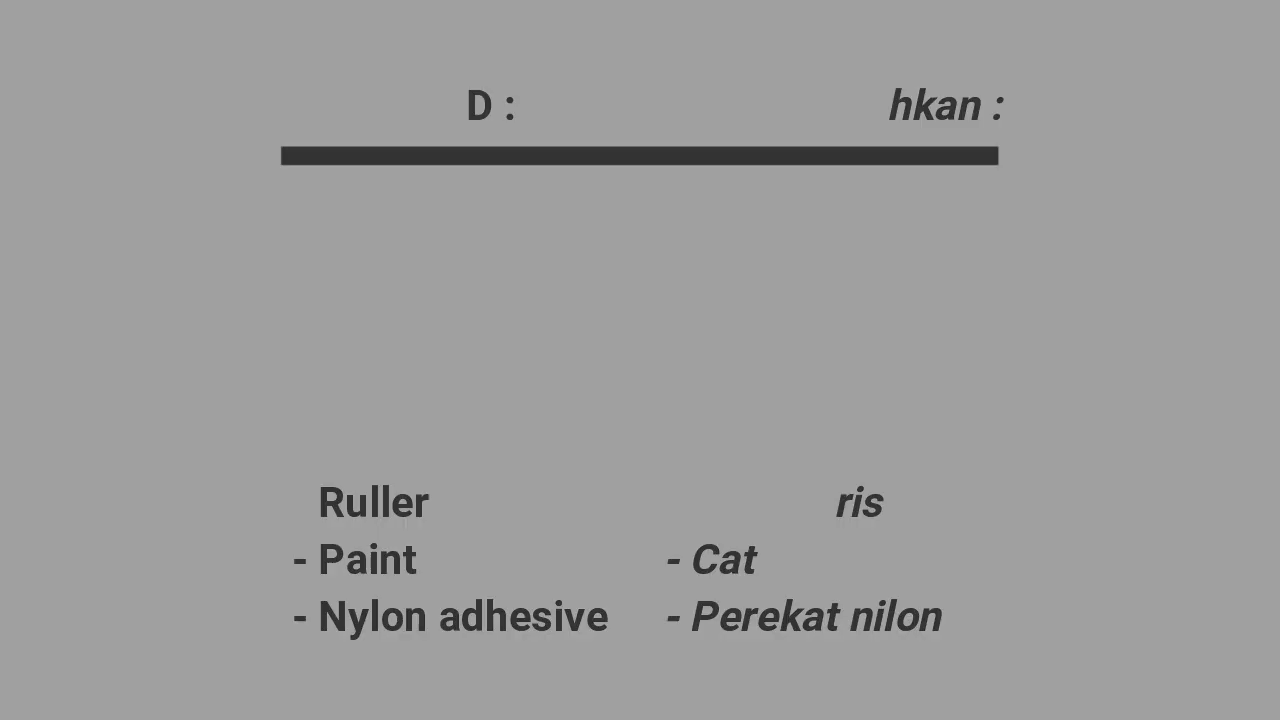 D : hkan :
Ruller ris
- Paint - Cat
- Nylon adhesive - Perekat nilon